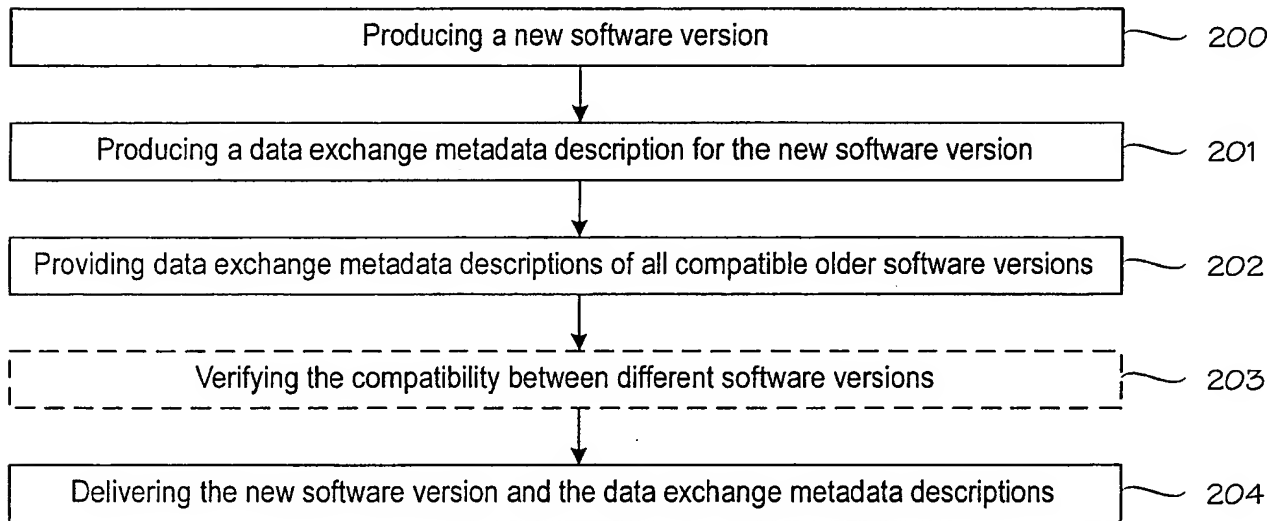 Producing a new software version 200
Producing a data exchange metadata description for the new software version 201
Providing data exchange metadata descriptions of all compatible older software versions 202
Verifying the compatibility between different software versions 203
Delivering the new software version and the data exchange metadata descriptions 204